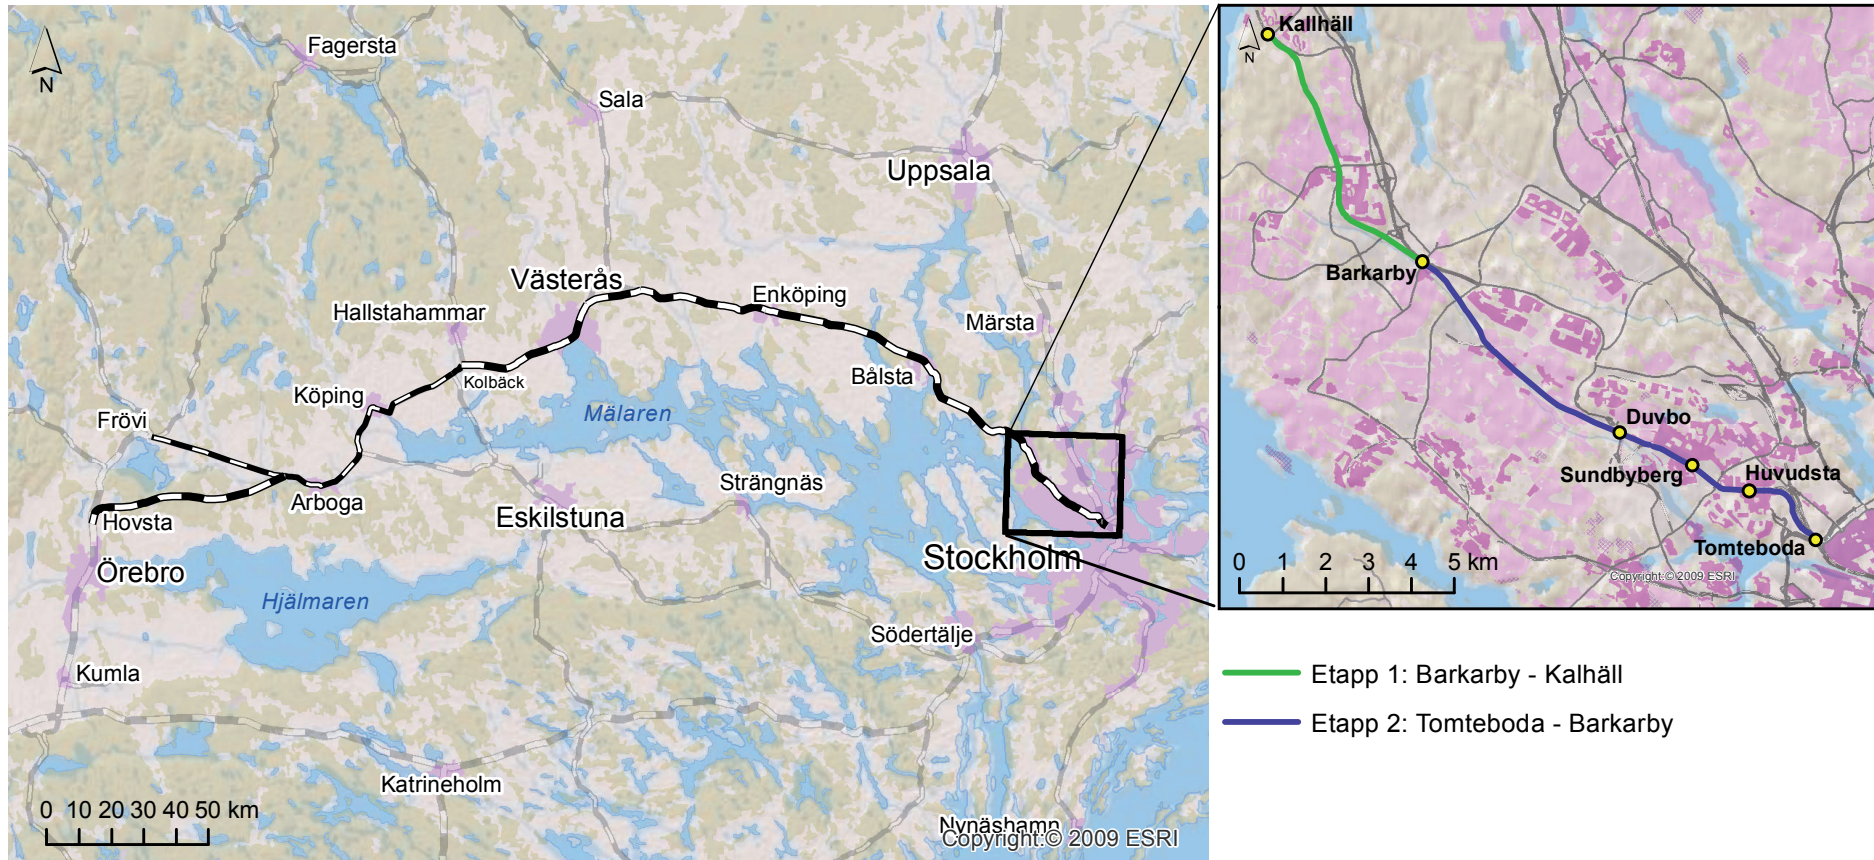 N
Fagersta
Sala
Uppsala
Västerås
Enköping
Hallstahammar
Märsta
Kolbäck
Bålsta
Köping
Frövi
Mälaren
Arboga
Strängnäs
Hovsta
Eskilstuna
Stockholm
Örebro
Hjälmaren
Södertälje
Kumla
Katrineholm
0 10 20 30 40 50 km
Nynäshamn
Copyright:© 2009 ESRI
Kallhäll
N
Barkarby
Duvbo
Sundbyberg
Huvudsta
Tomteboda
0 1 2 3 4 5 km
Copyright:© 2009 ESRI
Etapp 1: Barkarby - Kalhäll
Etapp 2: Tomteboda - Barkarby